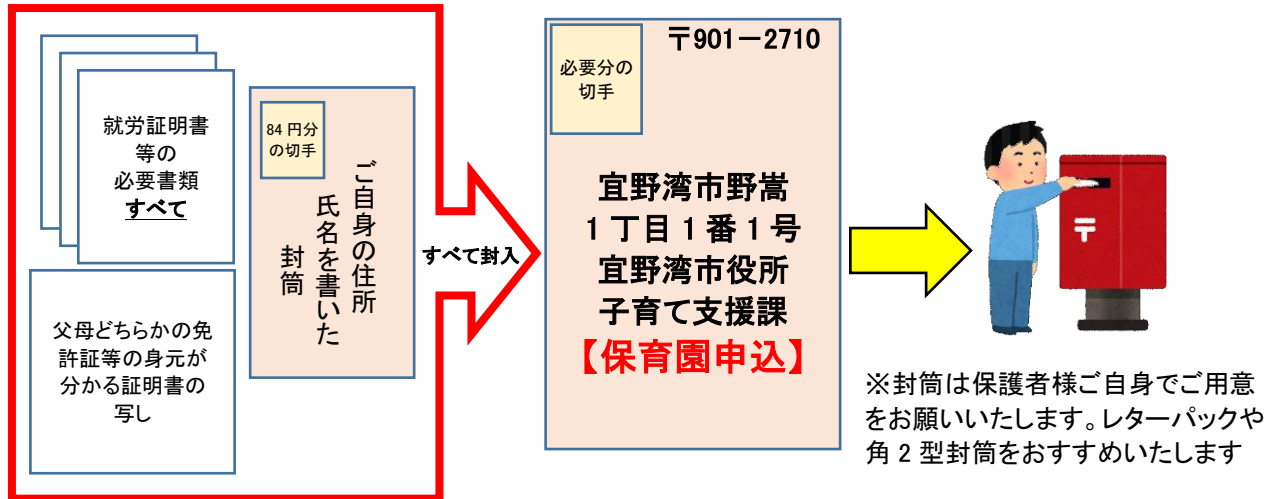 就労証明書
等の
必要書類
すべて
父母どちらかの免
許証等の身元が
分かる証明書の
写し
84 円分
の切手
ご自身の住所
氏名を書いた
封筒
すべて封入
必要分の
切手
〒901－2710
宜野湾市野嵩
1 丁目 1 番 1 号
宜野湾市役所
子育て支援課
【保育園申込】
〒
※封筒は保護者様ご自身でご用意
をお願いいたします。レターパックや
角 2 型封筒をおすすめいたします